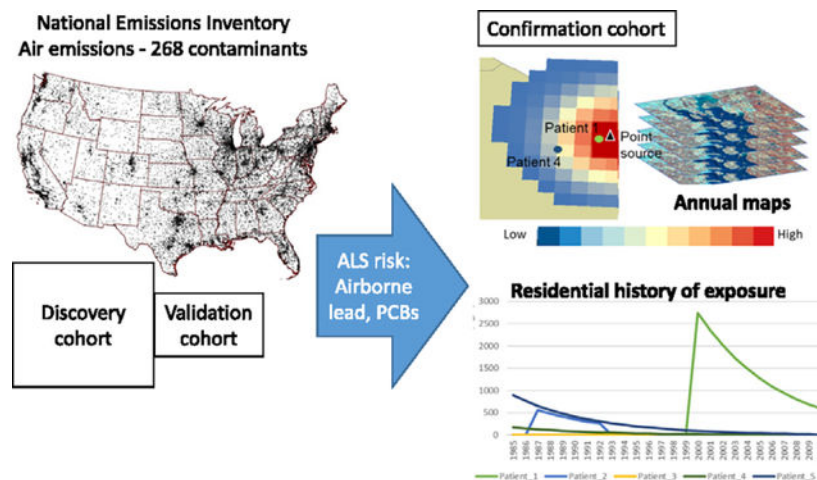 National Emissions Inventory
Air emissions - 268 contaminants
Discovery
cohort
Validation
cohort
ALS risk:
Airborne
lead, PCBs
Confirmation cohort
Patient 1
Point
source
Patient 4
Annual maps
Low
High
Residential history of exposure
3000
2500
2000
1500
1000
500
0
1985
1986
1987
1988
1989
1990
1991
1992
1993
1994
1995
1996
1997
1998
1999
2000
2001
2002
2003
2004
2005
2006
2007
2008
2009
Patient_1
Patient_2
Patient_3
Patient_4
Patient_5